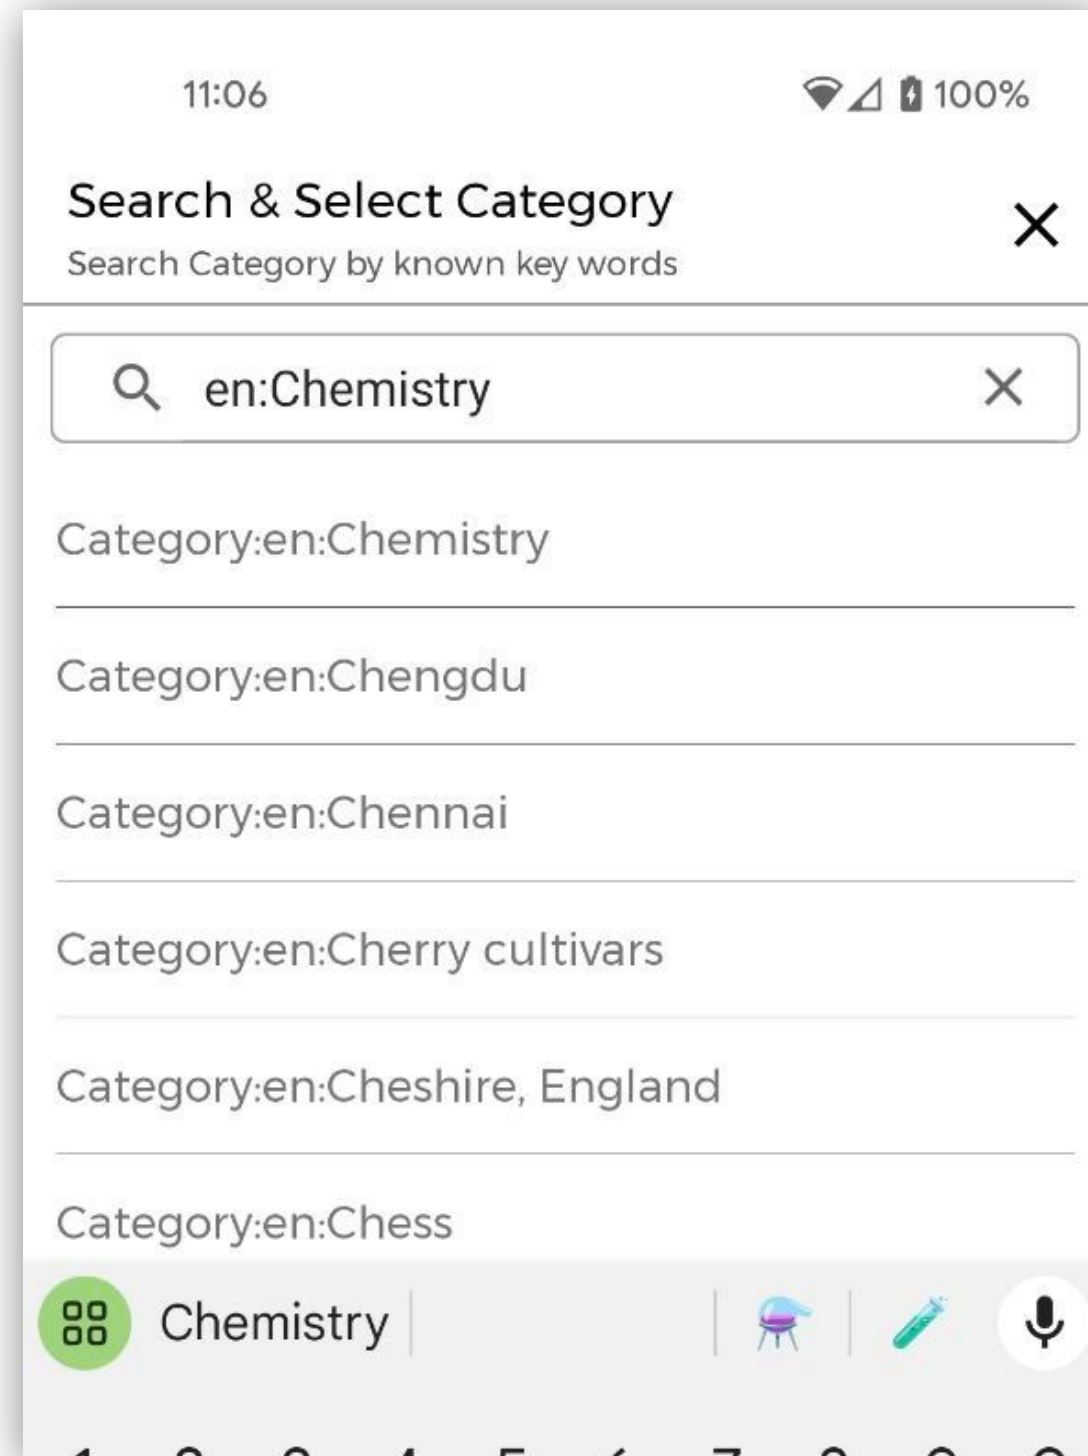 11:06 100%
Search & Select Category
Search Category by known key words
en:Chemistry
Category:en:Chemistry
Category:en:Chengdu
Category:en:Chennai
Category:en:Cherry cultivars
Category:en:Cheshire, England
Category:en:Chess
Chemistry